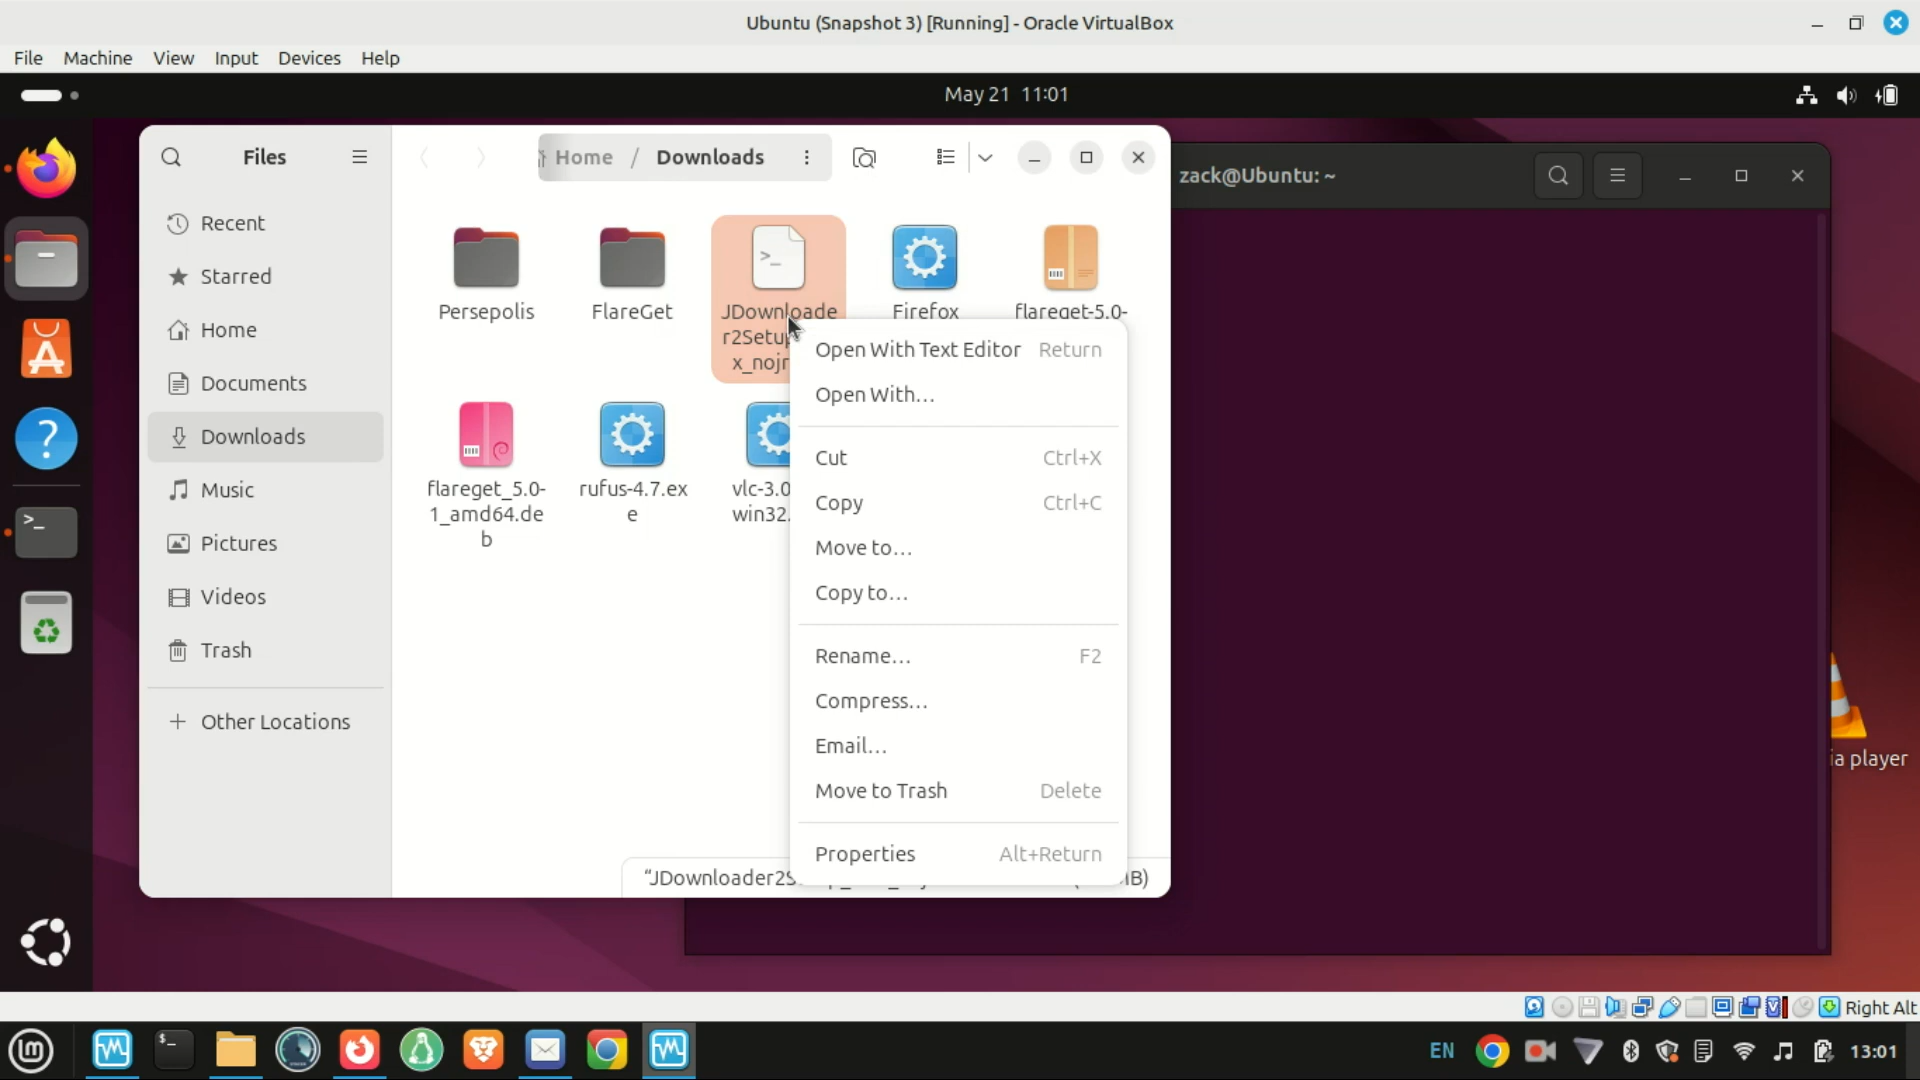 Ubuntu (Snapshot 3) [Running] - Oracle VirtualBox
File Machine View Input Devices Help
May 21 11:01
Files
Home / Downloads
zack@Ubuntu: ~
Recent
Starred
Home
Documents
Downloads
Music
Pictures
Videos
Trash
Other Locations
Persepolis
FlareGet
JDownloade
r2Setup
x_nojr
Firefox
flareget-5.0-
flareget_5.0-
1_amd64.de
b
rufus-4.7.ex
e
vlc-3.0
win32.
Open With Text Editor Return
Open With...
Cut Ctrl+X
Copy Ctrl+C
Move to...
Copy to...
Rename... F2
Compress...
Email...
Move to Trash Delete
Properties Alt+Return
"JDownloader2S
B)
ia player
Right Alt
EN
13:01